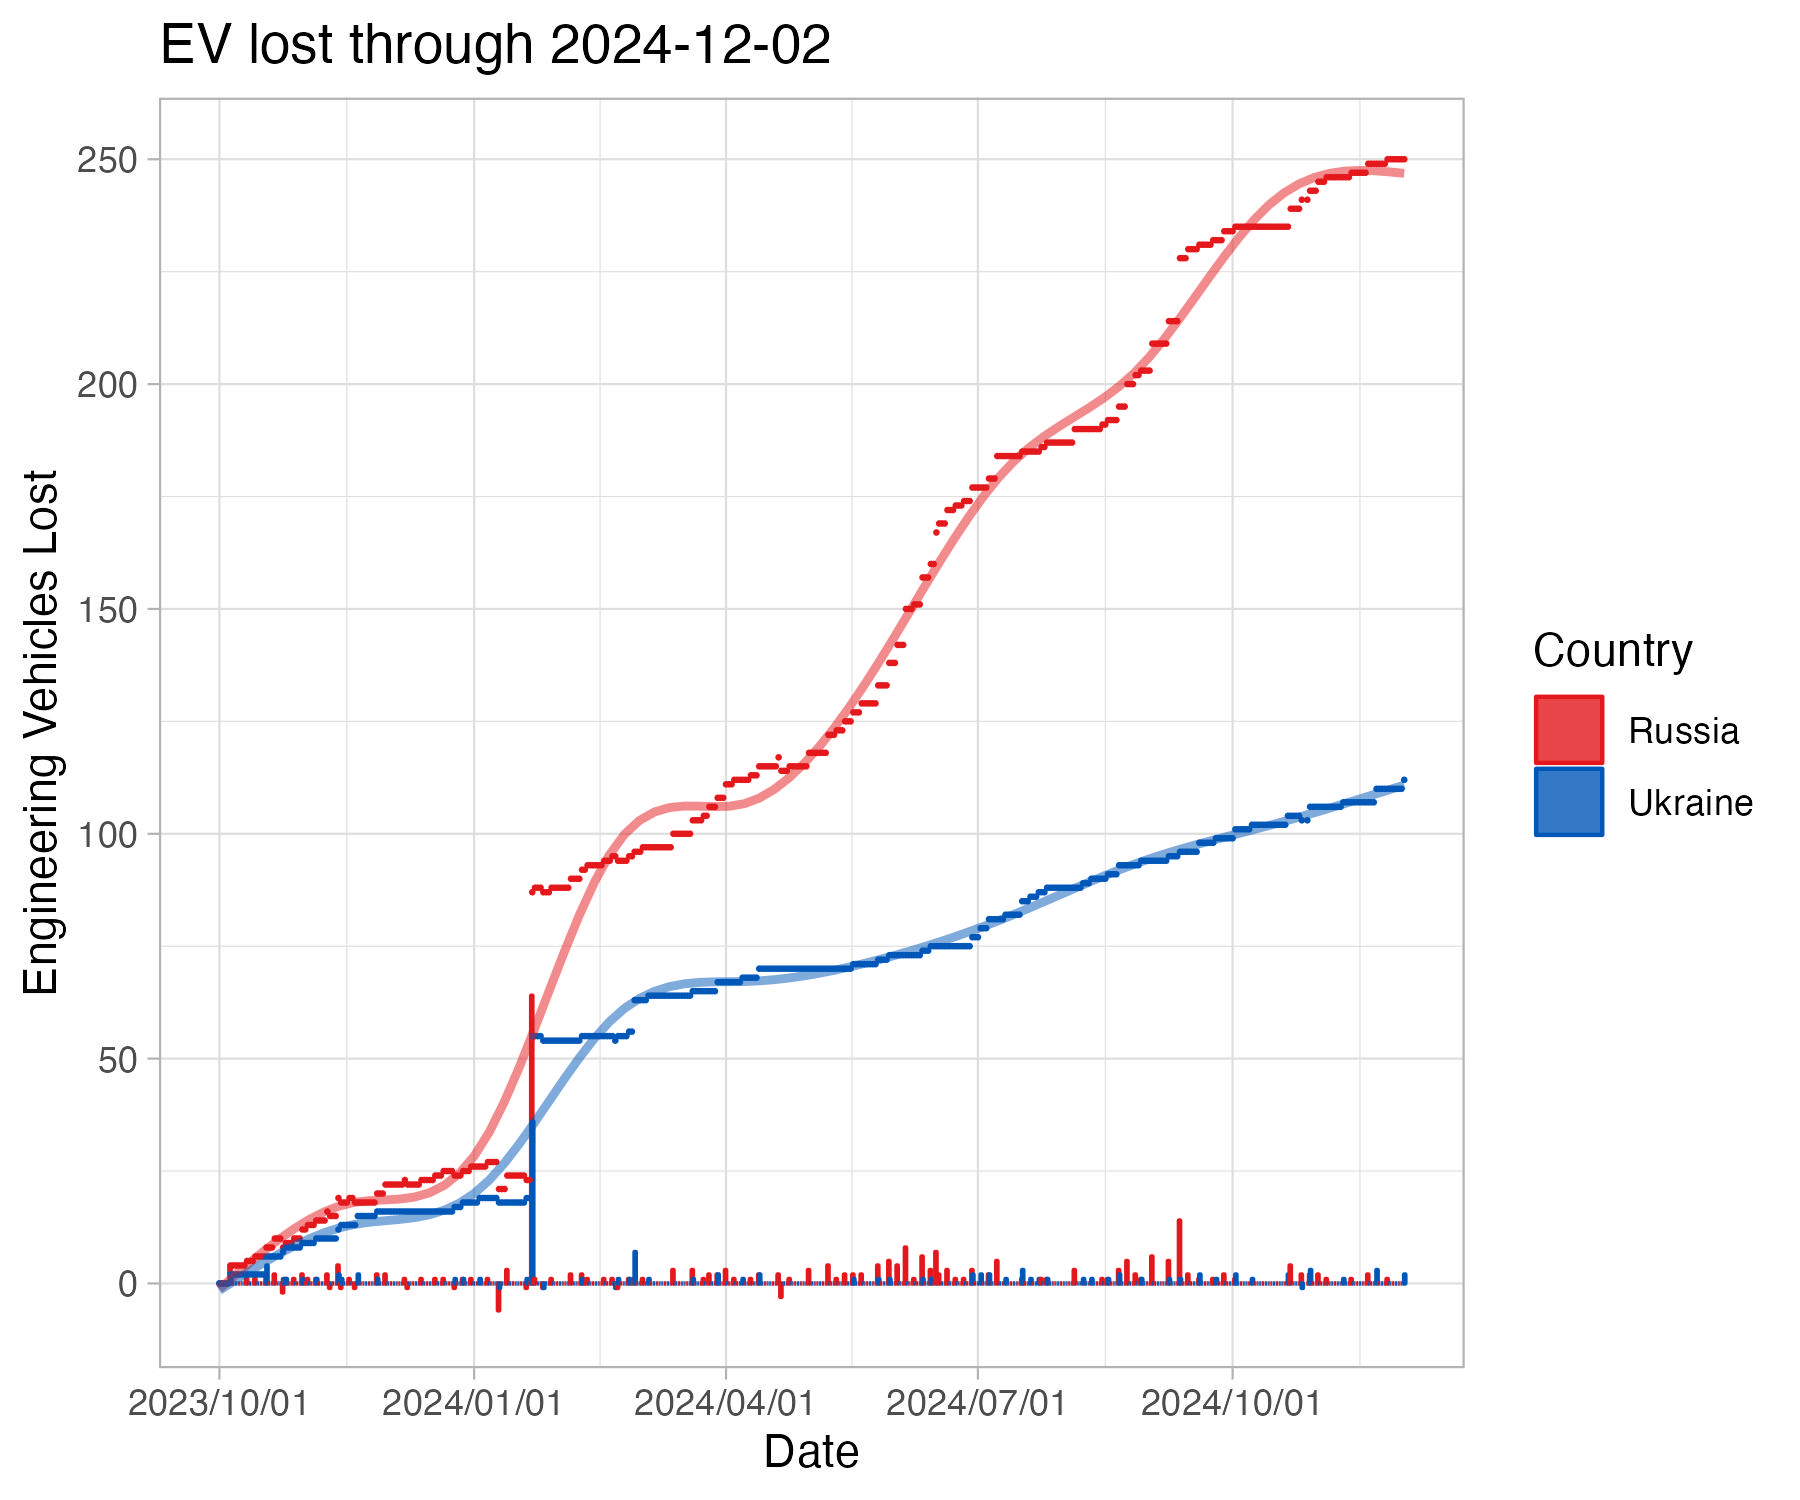 EV lost through 2024-12-02
Engineering Vehicles Lost
250
200
150
100
50
0
2023/10/01
2024/01/01
2024/04/01
2024/07/01
2024/10/01
Date
Country
Russia
Ukraine